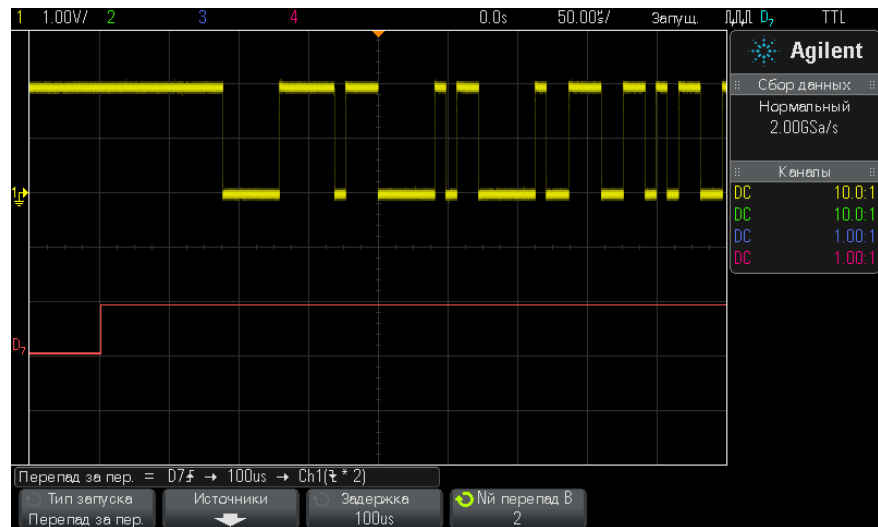 1 1.00V/ 2 3 4 0.0s 50.00㎲/ Запущ. D7 TTL
Agilent
Сбор данных
Нормальный
2.00GSa/s
Каналы
DC 10.0:1
DC 10.0:1
DC 1.00:1
DC 1.00:1
1
D7
Перепад за пер. = D7 → 100us → Ch1( * 2)
Тип запуска
Перепад за пер.
Источники
Задержка
100us
Nй перепад B
2